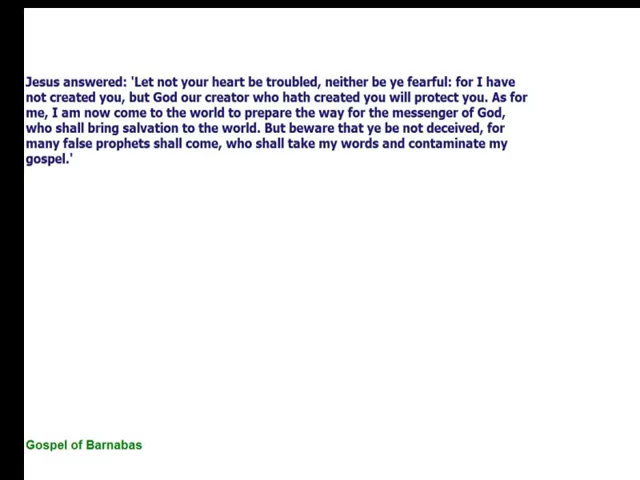 Jesus answered: 'Let not your heart be troubled, neither be ye fearful: for I have
not created you, but God our creator who hath created you will protect you. As for
me, I am now come to the world to prepare the way for the messenger of God,
who shall bring salvation to the world. But beware that ye be not deceived, for
many false prophets shall come, who shall take my words and contaminate my
gospel.'
Gospel of Barnabas